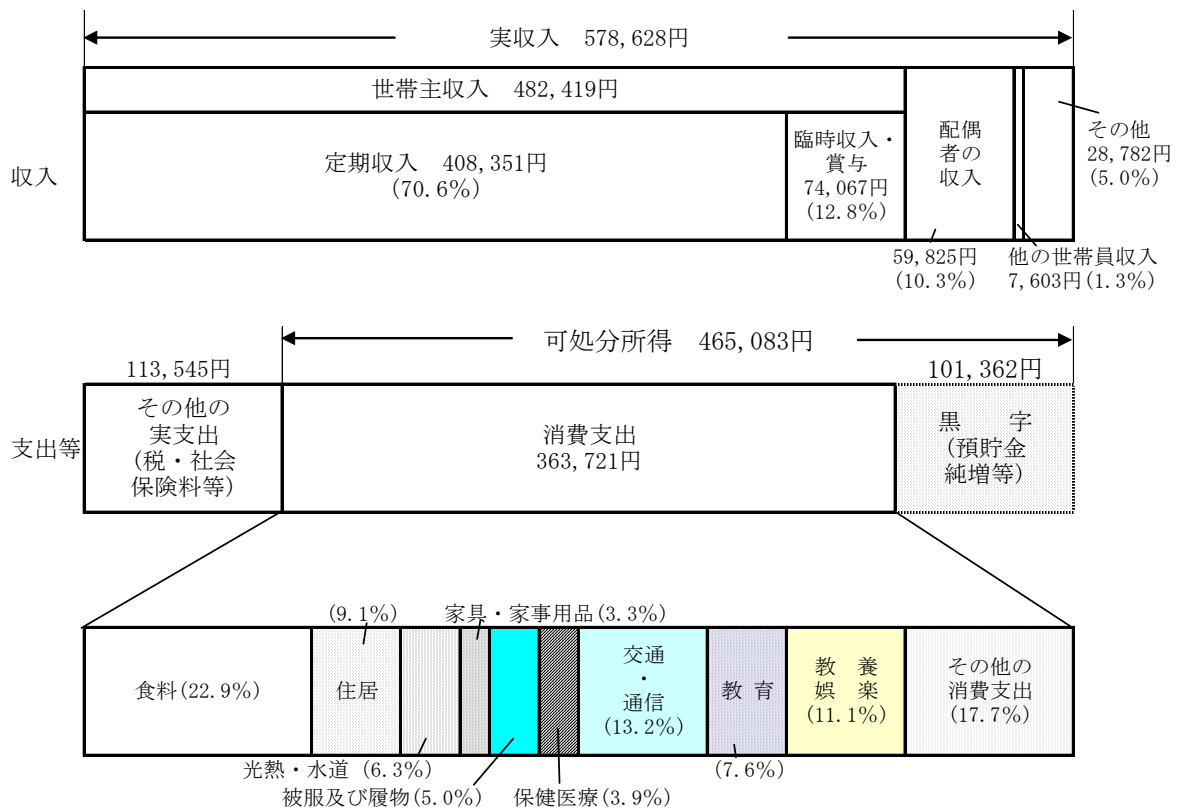 実収入 578,628円
世帯主収入 482,419円
収入
定期収入 408,351円
(70.6%)
臨時収入・
賞与
74,067円
(12.8%)
配偶
者の
収入
その他
28,782円
(5.0%)
59,825円
(10.3%)
他の世帯員収入
7,603円(1.3%)
可処分所得 465,083円
113,545円
101,362円
支出等
その他の
実支出
(税・社会
保険料等)
消費支出
363,721円
黒 字
(預貯金
純増等)
(9.1%)
家具・家事用品(3.3%)
食料(22.9%)
住居
交通
・
通信
(13.2%)
教 育
教 養
娯 楽
(11.1%)
その他の
消費支出
(17.7%)
光熱・水道 (6.3%)
(7.6%)
被服及び履物(5.0%)
保健医療(3.9%)